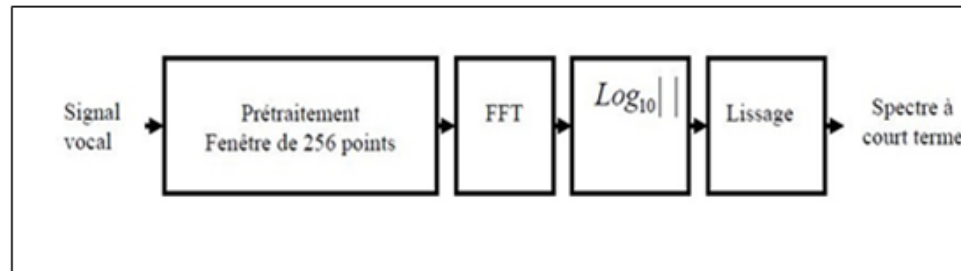 Signal
vocal
Prétraitement
Fenêtre de 256 points
FFT
Log₁₀| |
Lissage
Spectre à
court terme